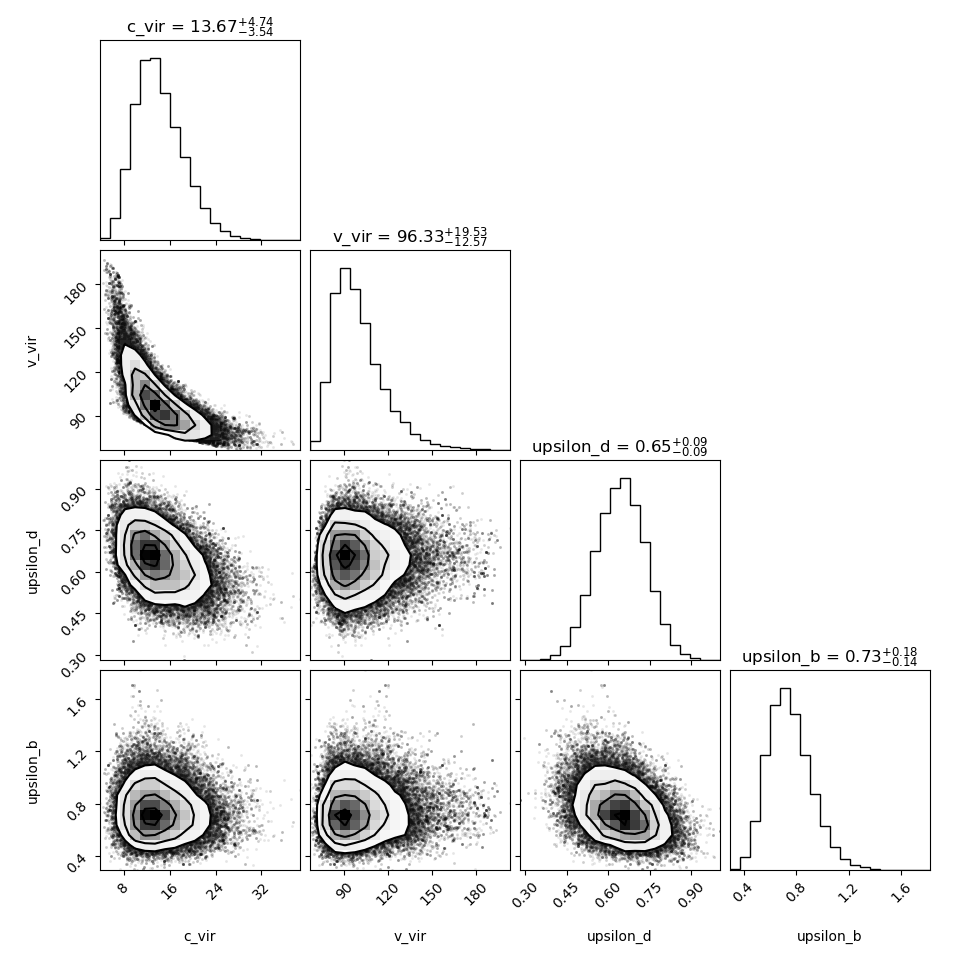 c_vir = 13.67+4.74 −3.54
v_vir = 96.33+19.53 −12.57
180
150
120
90
v_vir
upsilon_d = 0.65+0.09 −0.09
0.90
0.75
0.60
0.45
0.30
upsilon_d
upsilon_b = 0.73+0.18 −0.14
1.6
1.2
0.8
0.4
upsilon_b
8 16 24 32 90 120 150 180 0.30 0.45 0.60 0.75 0.90 0.4 0.8 1.2 1.6
c_vir v_vir upsilon_d upsilon_b